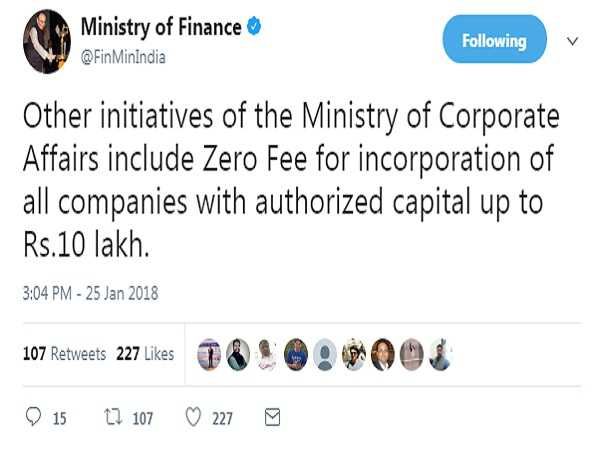 Ministry of Finance
@FinMinIndia
Following
Other initiatives of the Ministry of Corporate
Affairs include Zero Fee for incorporation of
all companies with authorized capital up to
Rs.10 lakh.
3:04 PM - 25 Jan 2018
107 Retweets 227 Likes
15 107 227